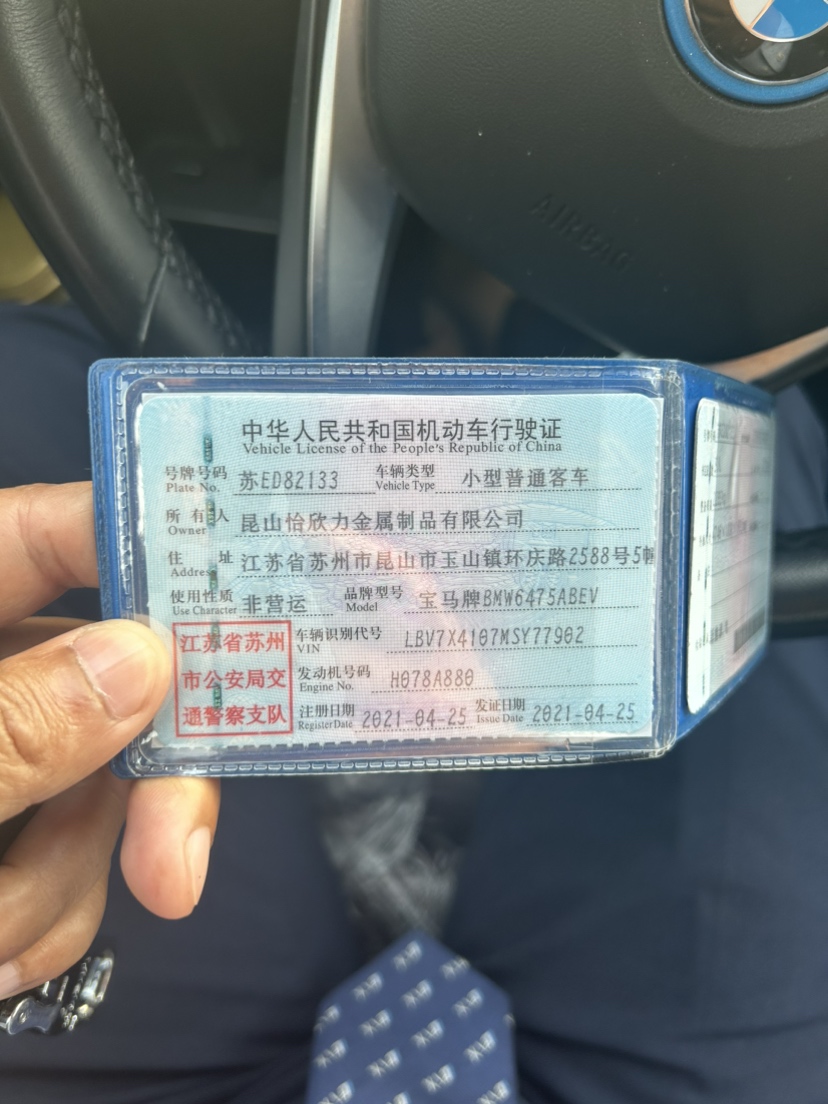 AIRBAG
中华人民共和国机动车行驶证
Vehicle License of the People's Republic of China
号牌号码 苏ED82133 车辆类型 小型普通客车
Plate No. Vehicle Type
所有人 昆山怡欣力金属制品有限公司
Owner
住址 江苏省苏州市昆山市玉山镇环庆路2588号5幢
Address
使用性质 非营运 品牌型号 宝马牌BMW6475ABEV
Use Character Model
江苏省苏州
市公安局交
通警察支队
车辆识别代号 LBV7X4107MSY77902
VIN
发动机号码 H078A880
Engine No.
注册日期 2021-04-25 发证日期 2021-04-25
Register Date Issue Date